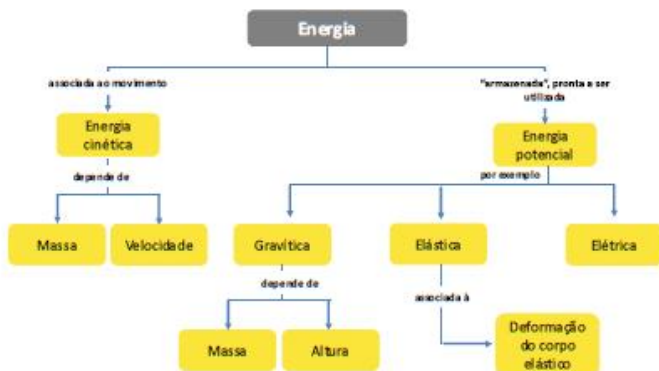 Energia
associada ao movimento
"armazenada", pronta a ser
utilizada
Energia
cinética
Energia
potencial
depende de
por exemplo
Massa
Velocidade
Gravítica
Elástica
Elétrica
depende de
associada à
Massa
Altura
Deformação
do corpo
elástico